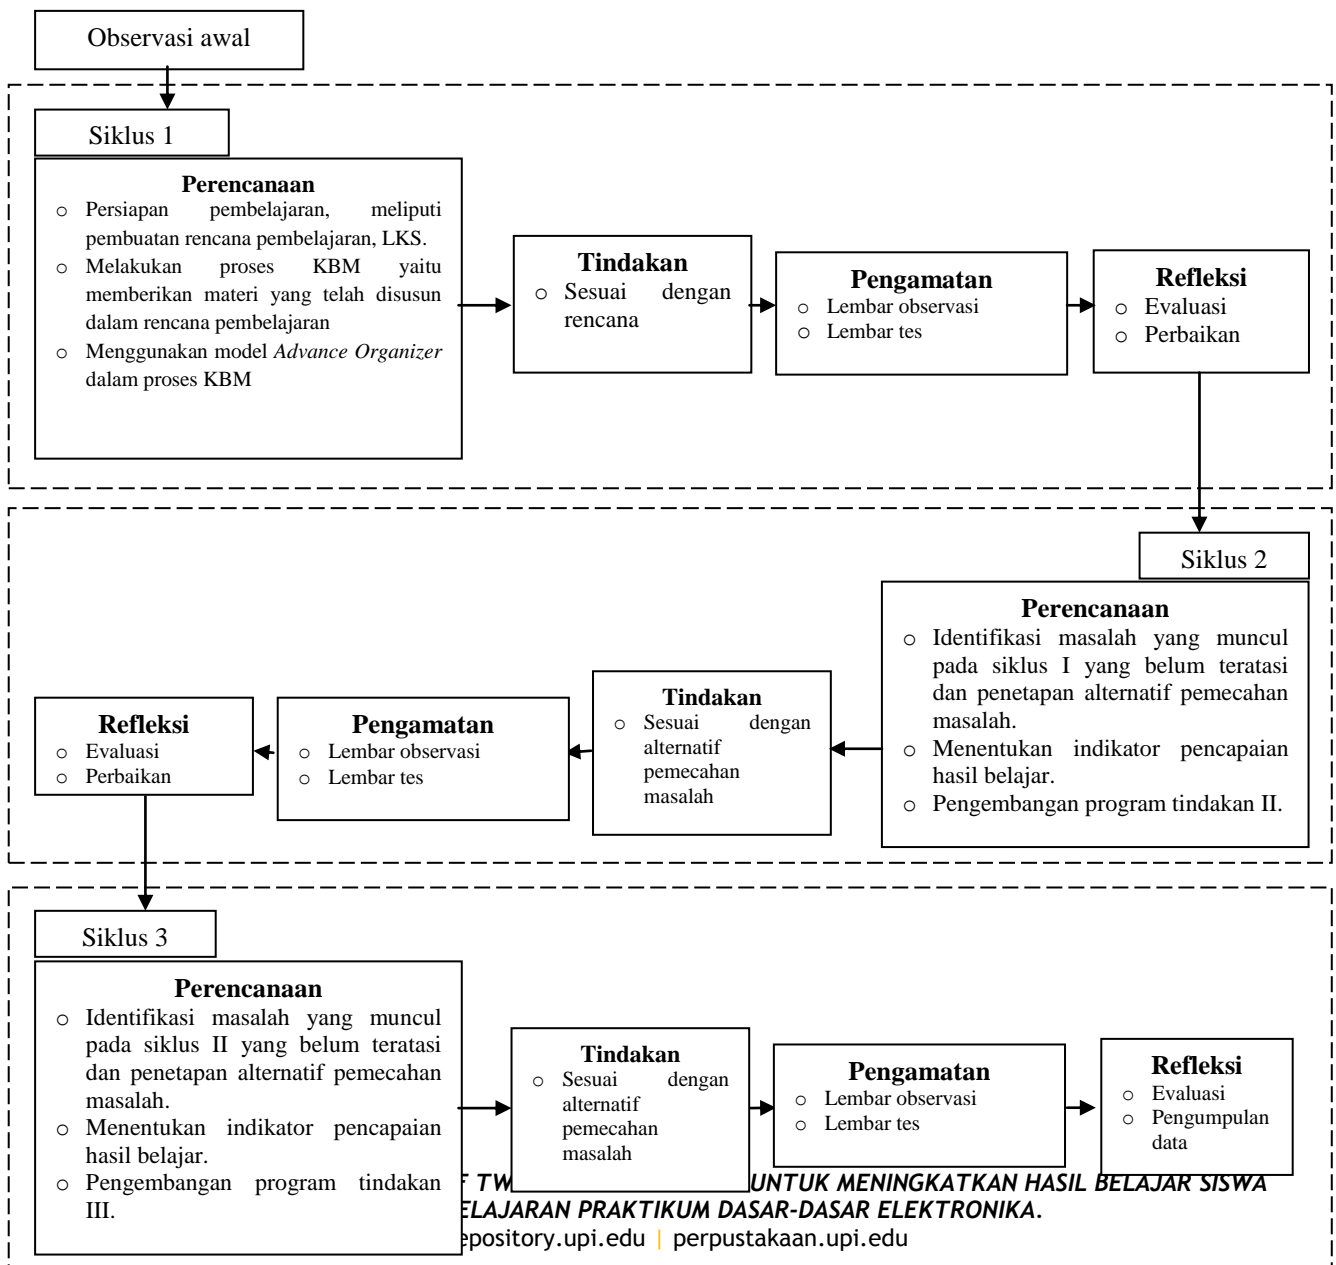 Observasi awal
Siklus 1
Perencanaan
o Persiapan pembelajaran, meliputi
pembuatan rencana pembelajaran, LKS.
o Melakukan proses KBM yaitu
memberikan materi yang telah disusun
dalam rencana pembelajaran
o Menggunakan model Advance Organizer
dalam proses KBM
Tindakan
o Sesuai dengan
rencana
Pengamatan
o Lembar observasi
o Lembar tes
Refleksi
o Evaluasi
o Perbaikan
Siklus 2
Perencanaan
o Identifikasi masalah yang muncul
pada siklus I yang belum teratasi
dan penetapan alternatif pemecahan
masalah.
o Menentukan indikator pencapaian
hasil belajar.
o Pengembangan program tindakan II.
Tindakan
o Sesuai dengan
alternatif
pemecahan
masalah
Pengamatan
o Lembar observasi
o Lembar tes
Refleksi
o Evaluasi
o Perbaikan
Siklus 3
Perencanaan
o Identifikasi masalah yang muncul
pada siklus II yang belum teratasi
dan penetapan alternatif pemecahan
masalah.
o Menentukan indikator pencapaian
hasil belajar.
o Pengembangan program tindakan
III.
Tindakan
o Sesuai dengan
alternatif
pemecahan
masalah
Pengamatan
o Lembar observasi
o Lembar tes
Refleksi
o Evaluasi
o Pengumpulan
data
UNTUK MENINGKATKAN HASIL BELAJAR SISWA
ELAJARAN PRAKTIKUM DASAR-DASAR ELEKTRONIKA.
epository.upi.edu | perpustakaan.upi.edu